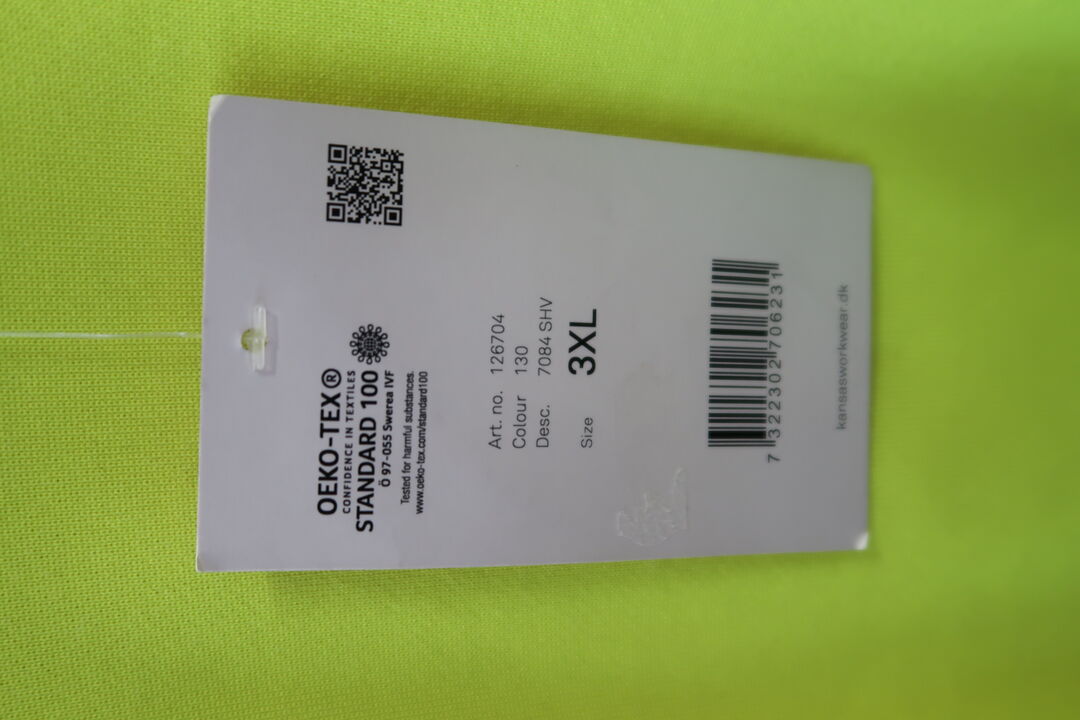 OEKO-TEX®
CONFIDENCE IN TEXTILES
STANDARD 100
Ö 97-055 Swerea IVF
Tested for harmful substances.
www.oeko-tex.com/standard100
Art. no. 126704
Colour 130
Desc. 7084 SHV
Size 3XL
7 322302 706231
kansasworkwear.dk